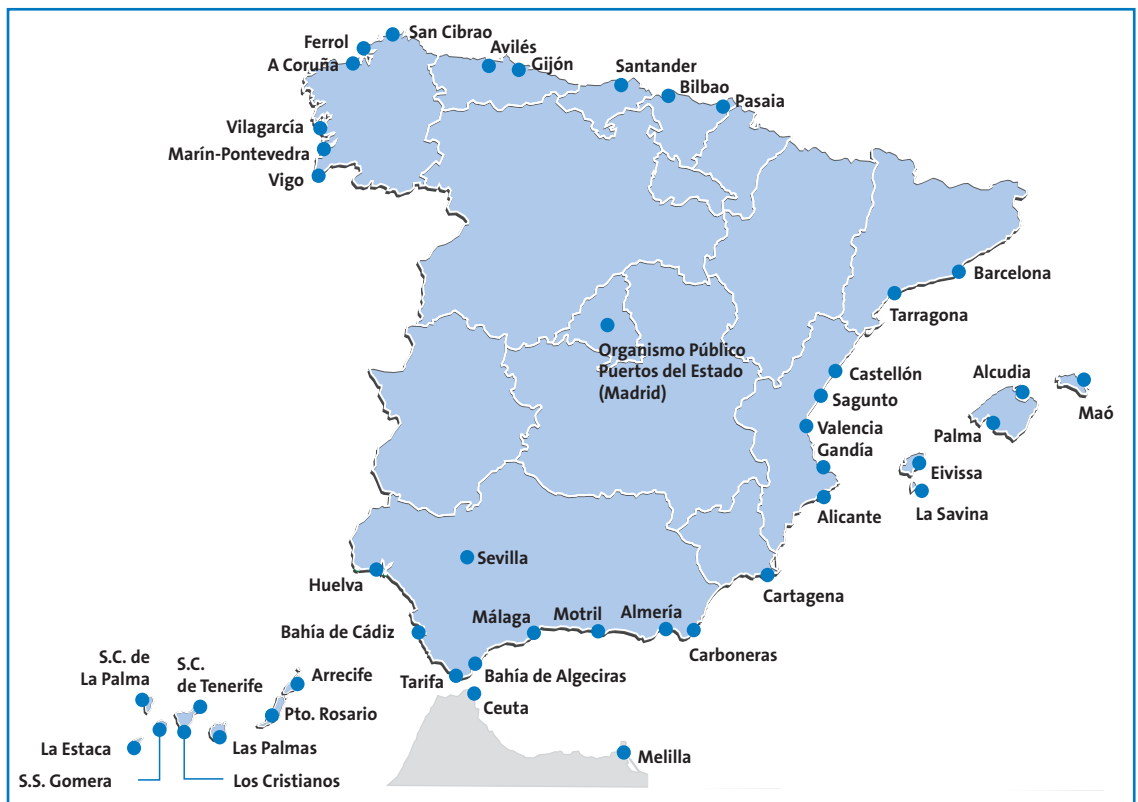 San Cibrao
Ferrol
A Coruña
Avilés
Gijón
Santander
Bilbao
Pasaia
Vilagarcía
Marín-Pontevedra
Vigo
Barcelona
Tarragona
Organismo Público
Puertos del Estado
(Madrid)
Castellón
Sagunto
Valencia
Gandía
Alicante
Alcudia
Maó
Palma
Eivissa
La Savina
Sevilla
Huelva
Cartagena
Málaga
Motril
Almería
Carboneras
Bahía de Cádiz
Tarifa
Bahía de Algeciras
Ceuta
Melilla
S.C. de
La Palma
S.C.
de Tenerife
Arrecife
Pto. Rosario
La Estaca
Las Palmas
S.S. Gomera
Los Cristianos